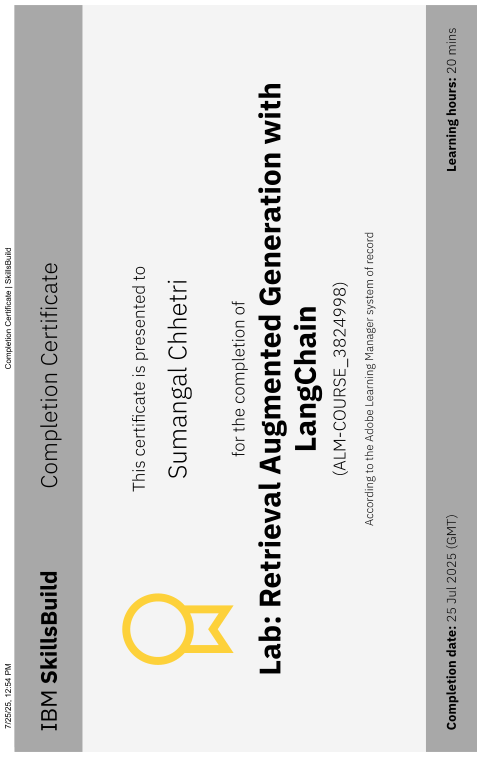 7/25/25, 12:54 PM Completion Certificate | SkillsBuild
IBM SkillsBuild Completion Certificate
This certificate is presented to
Sumangal Chhetri
for the completion of
Lab: Retrieval Augmented Generation with
LangChain
(ALM-COURSE_3824998)
According to the Adobe Learning Manager system of record
Completion date: 25 Jul 2025 (GMT) Learning hours: 20 mins